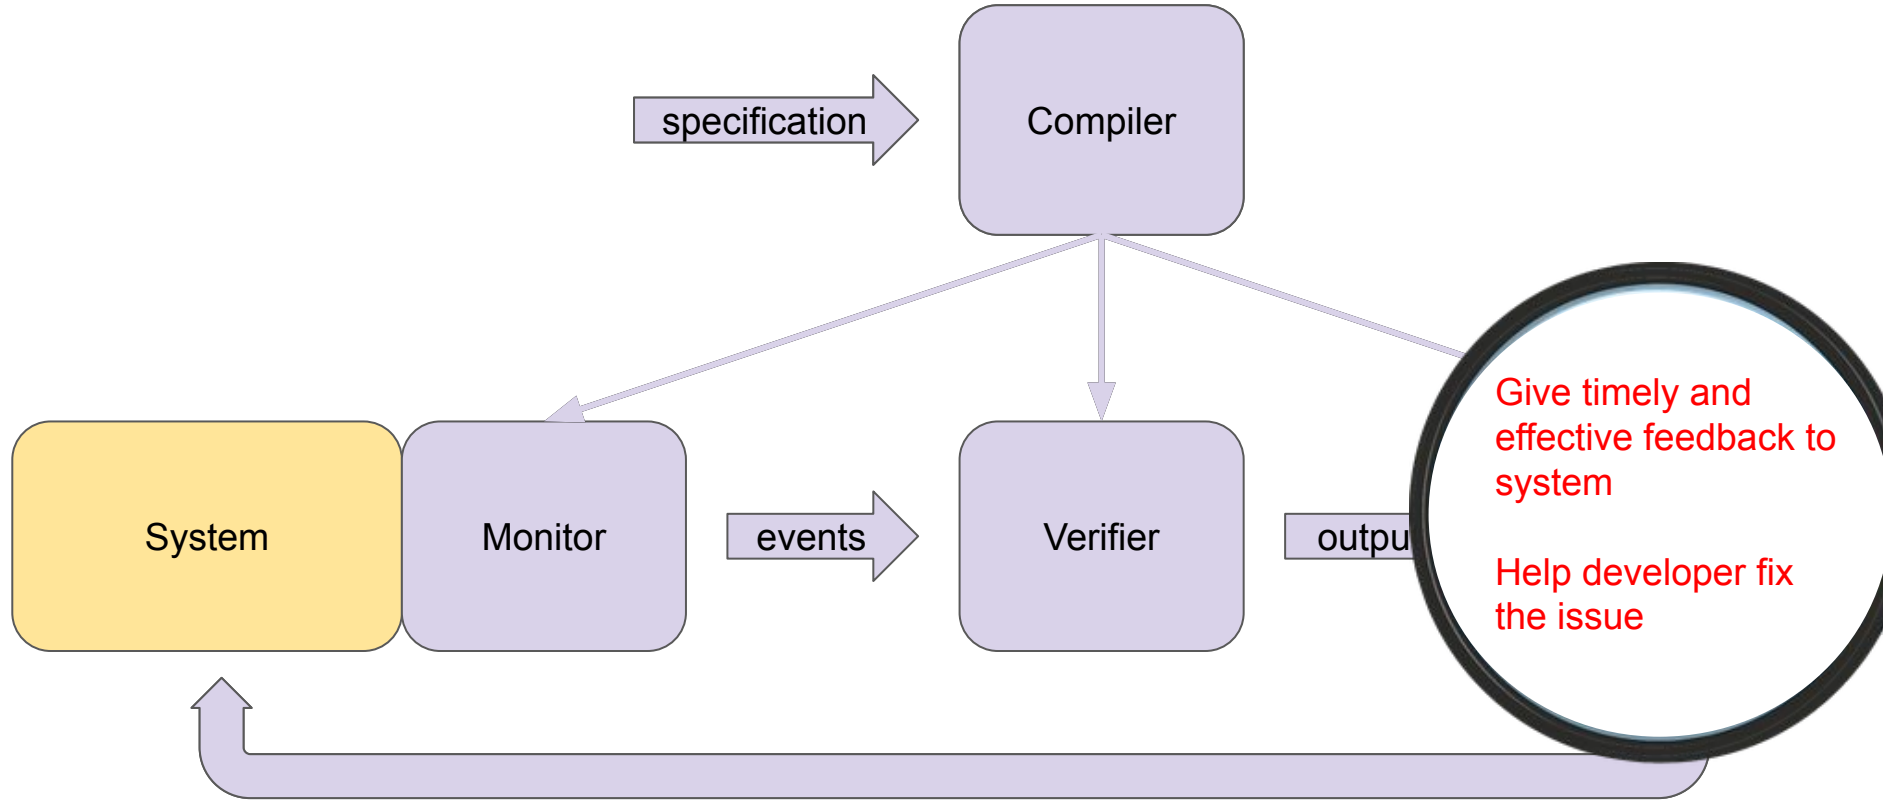 specification
Compiler
Give timely and
effective feedback to
system
System
Monitor
events
Verifier
outpu
Help developer fix
the issue